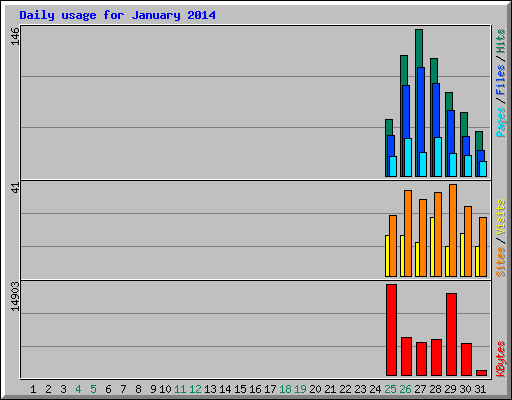 Daily usage for January 2014
146
41
14903
Pages / Files / Hits
Sites / Visits
KBytes
1 2 3 4 5 6 7 8 9 10 11 12 13 14 15 16 17 18 19 20 21 22 23 24 25 26 27 28 29 30 31